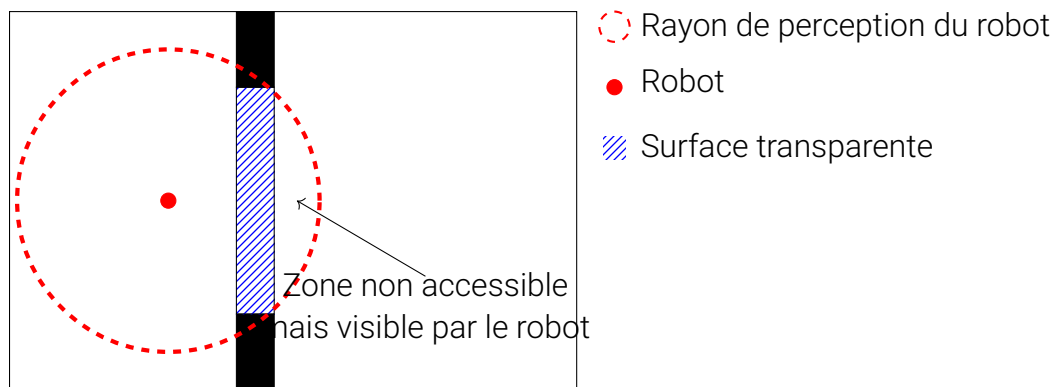 Rayon de perception du robot
Robot
Surface transparente
Zone non accessible
mais visible par le robot